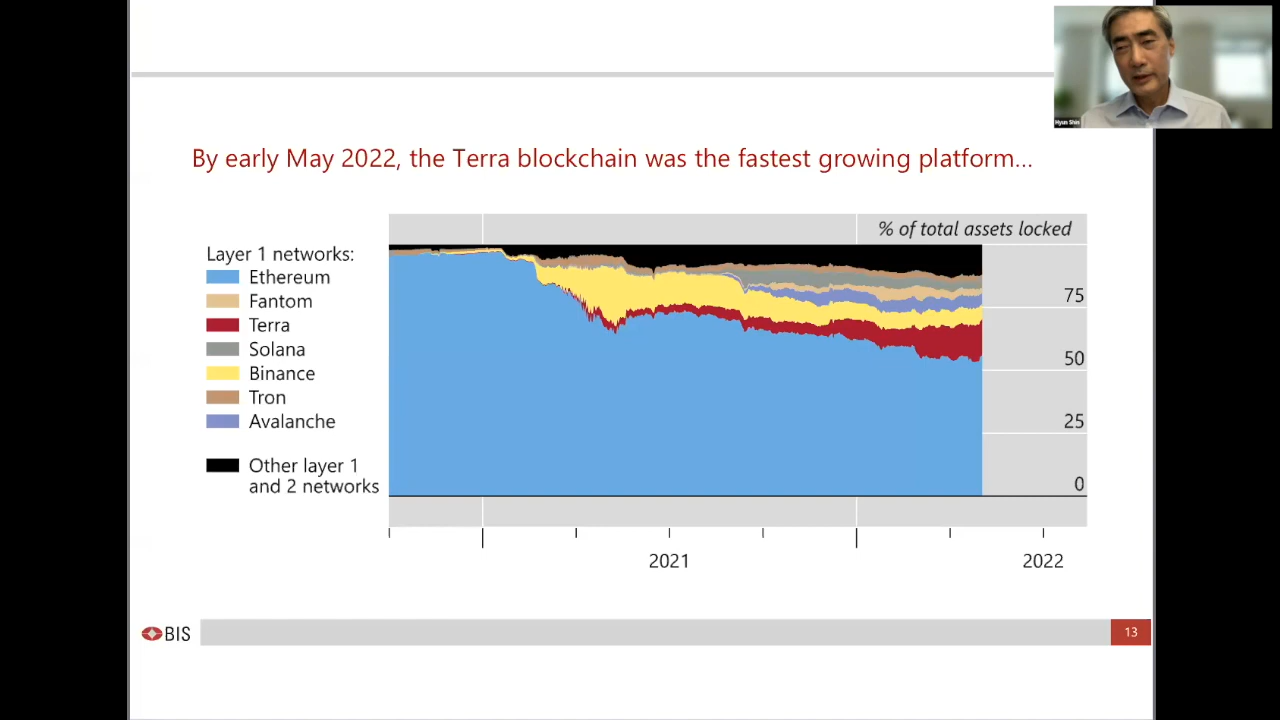 Hyun Shin
By early May 2022, the Terra blockchain was the fastest growing platform...
% of total assets locked
Layer 1 networks:
Ethereum
Fantom
Terra
Solana
Binance
Tron
Avalanche
Other layer 1
and 2 networks
75
50
25
0
2021
2022
BIS
13